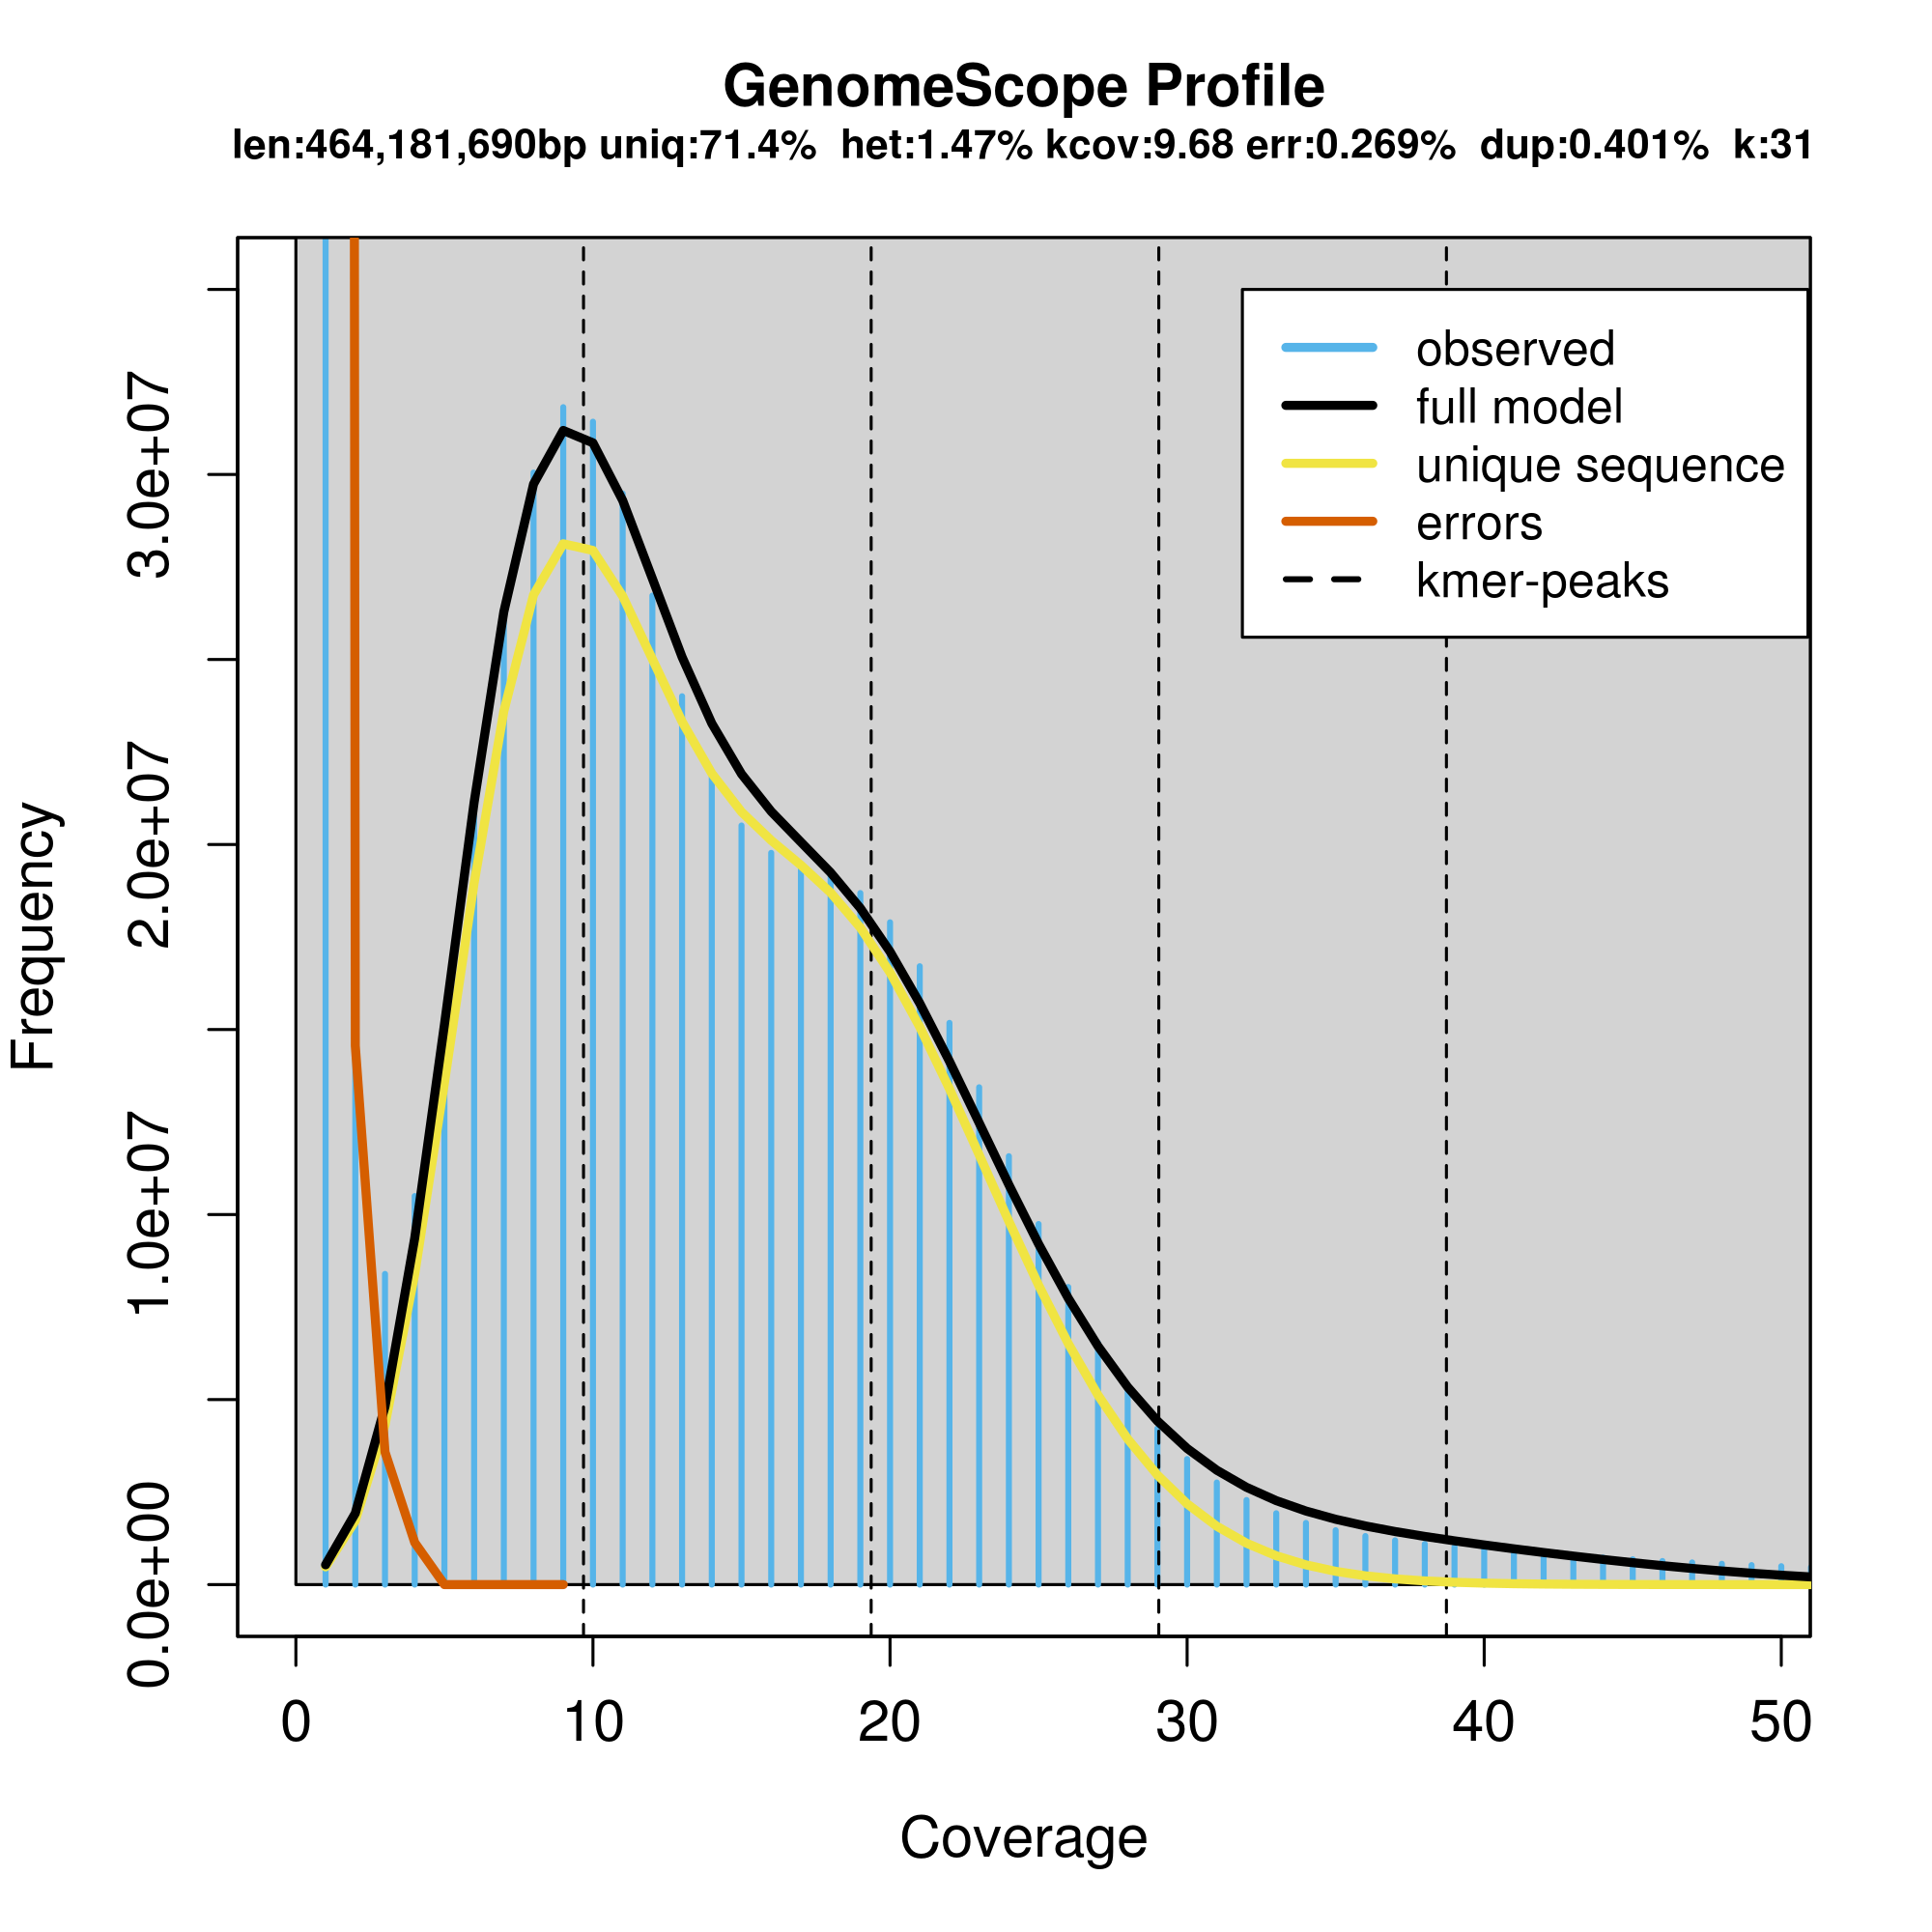 GenomeScope Profile
len:464,181,690bp uniq:71.4% het:1.47% kcov:9.68 err:0.269% dup:0.401% k:31
observed
full model
unique sequence
errors
kmer-peaks
Frequency
3.0e+07
2.0e+07
1.0e+07
0.0e+00
0 10 20 30 40 50
Coverage